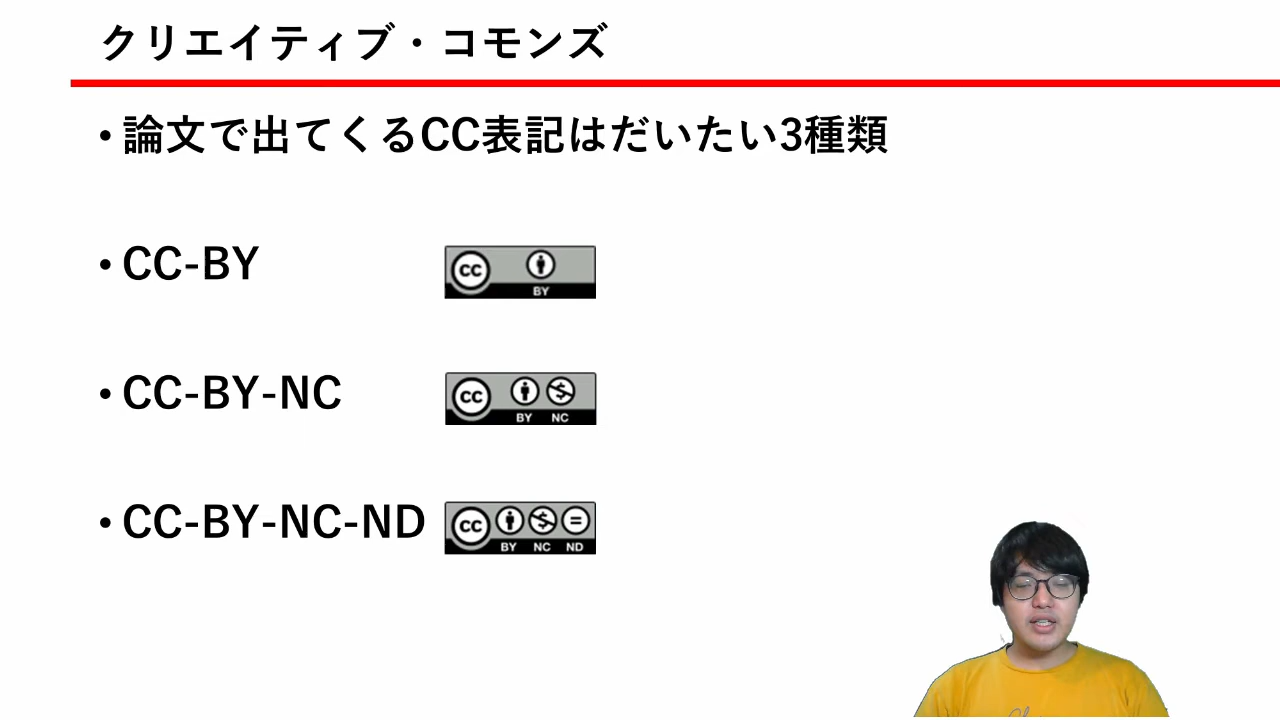 クリエイティブ・コモンズ
• 論文で出てくるCC表記はだいたい3種類
• CC-BY
cc
BY
• CC-BY-NC
cc
BY NC
• CC-BY-NC-ND
cc
BY NC ND